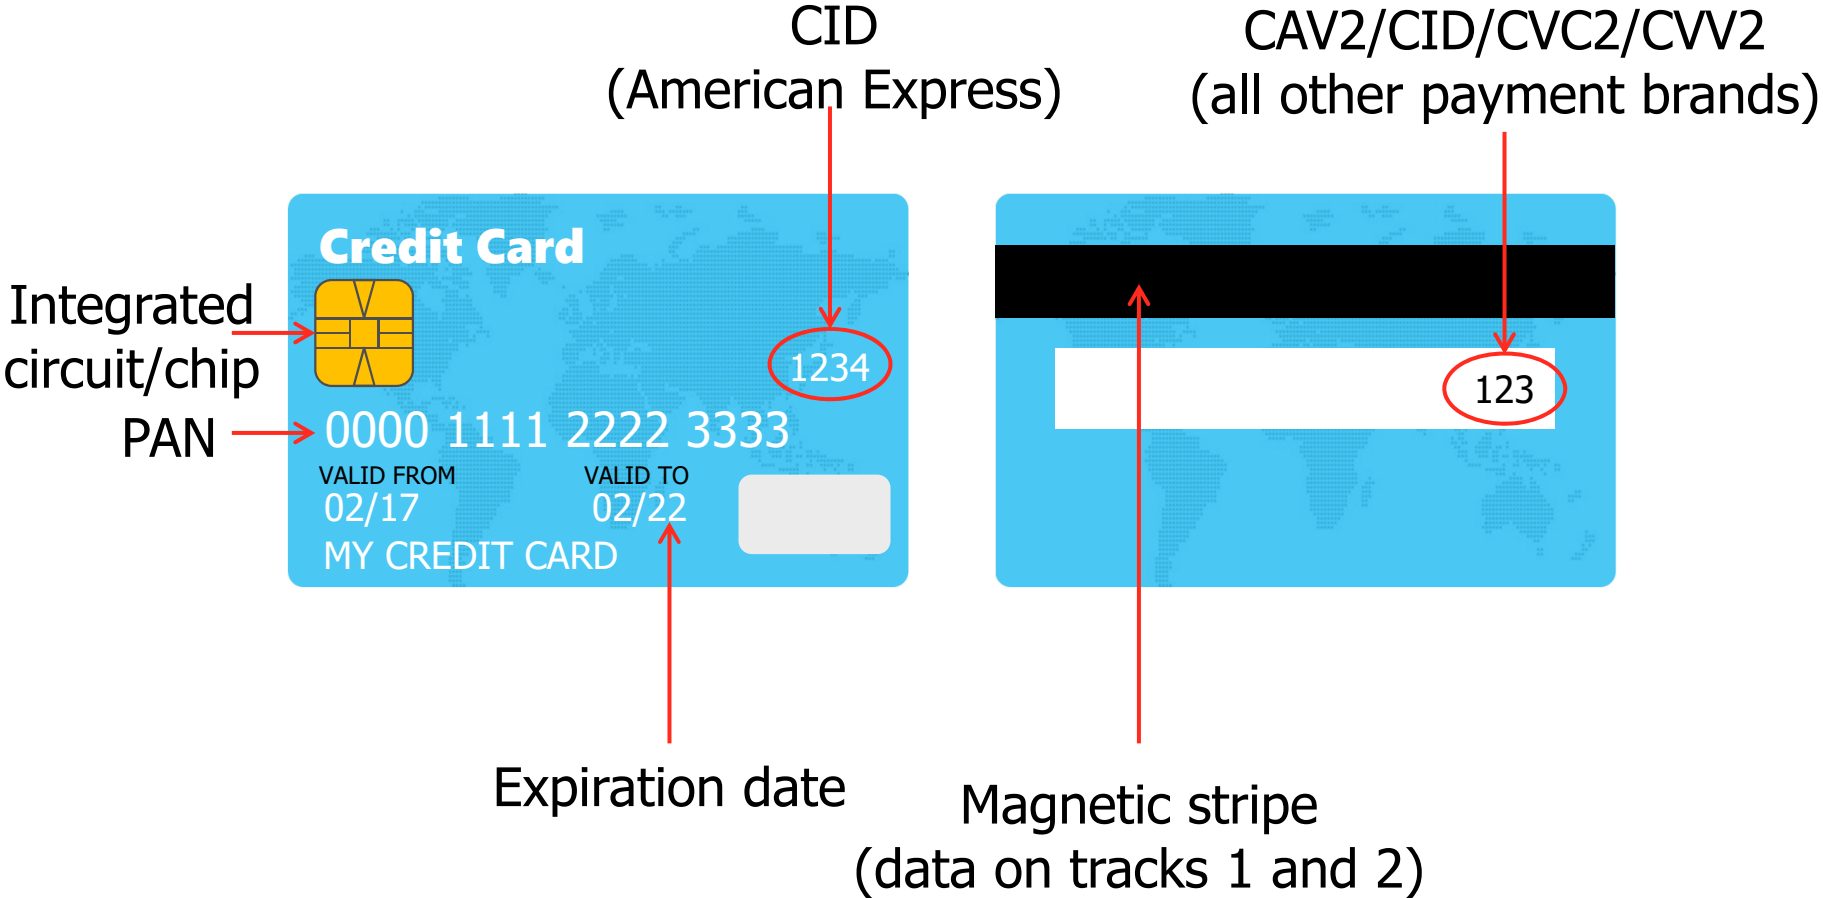 CID
(American Express)
CAV2/CID/CVC2/CVV2
(all other payment brands)
Credit Card
Integrated
circuit/chip
1234
PAN
0000 1111 2222 3333
VALID FROM
02/17
VALID TO
02/22
MY CREDIT CARD
123
Expiration date
Magnetic stripe
(data on tracks 1 and 2)